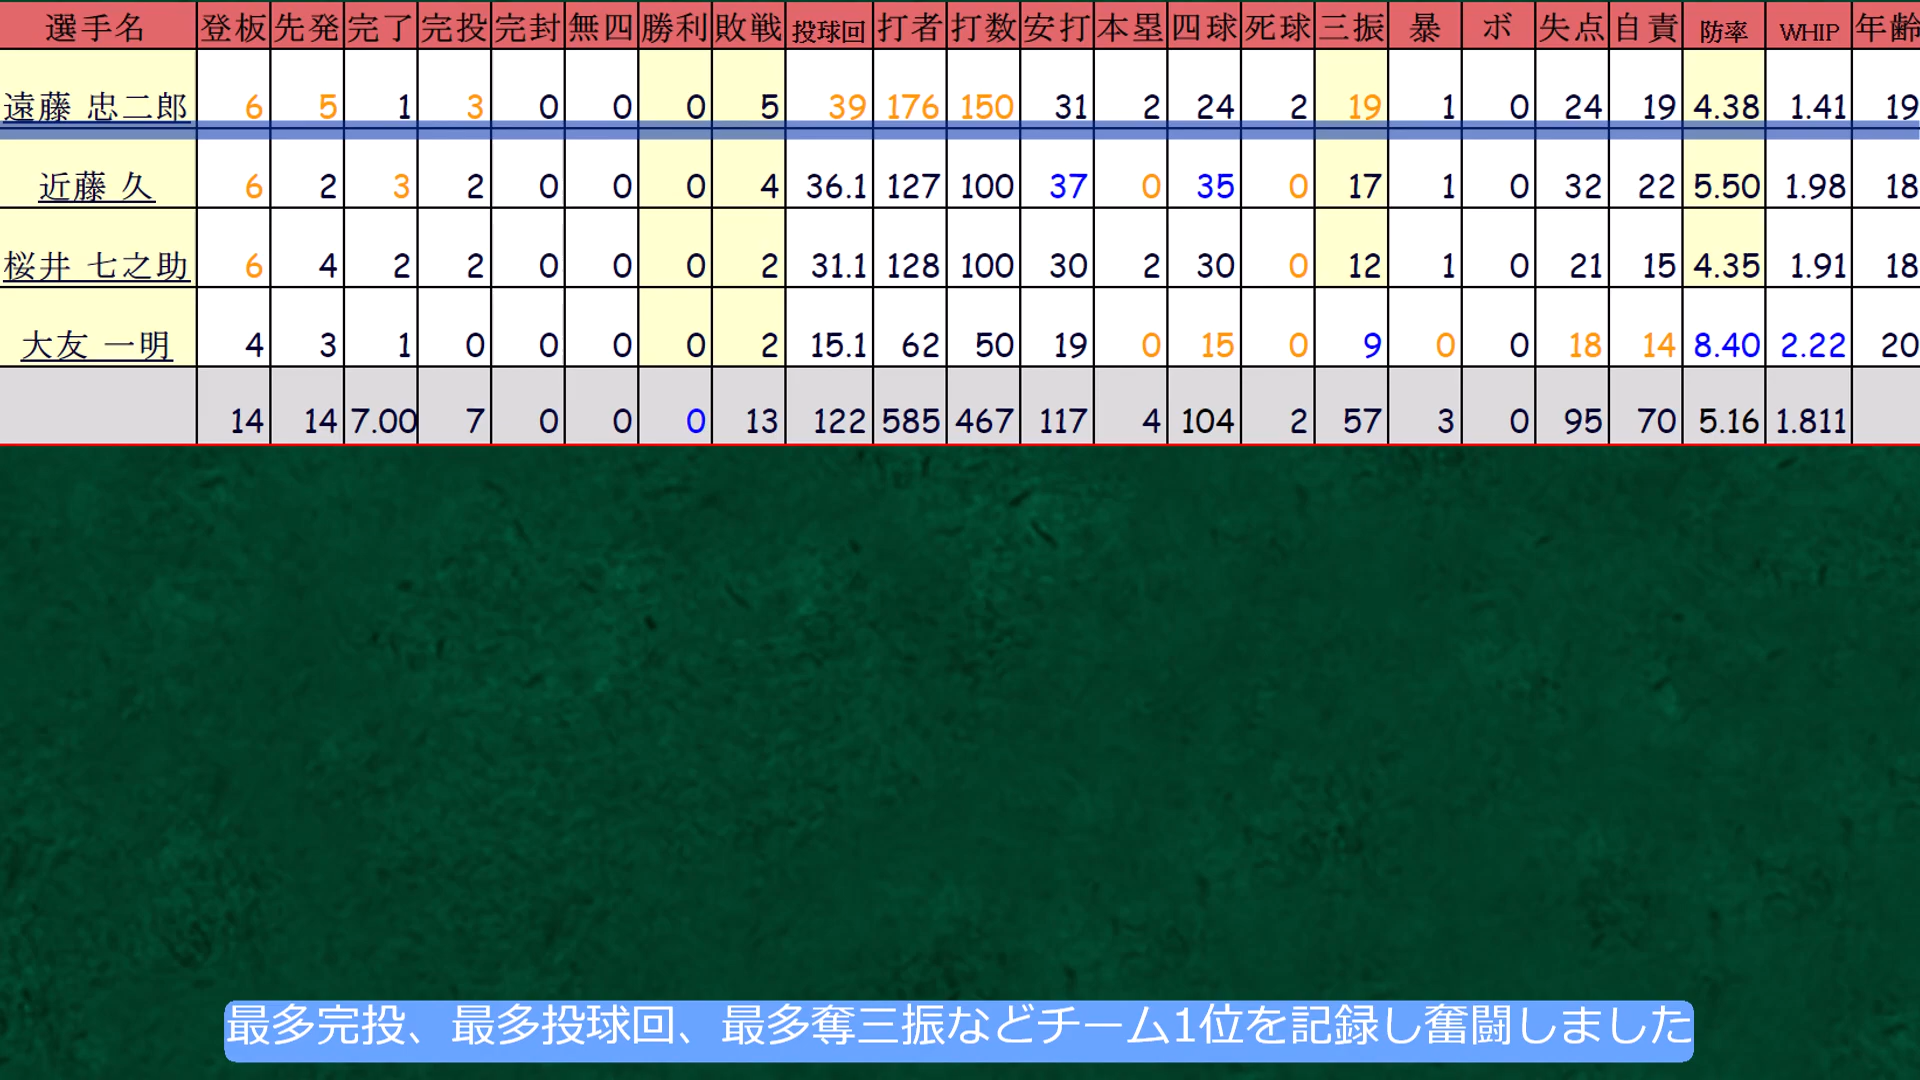 選手名 登板 先発 完了 完投 完封 無四 勝利 敗戦 投球回 打者 打数 安打 本塁 四球 死球 三振 暴 ボ 失点 自責 防率 WHIP 年齢
遠藤 忠二郎 6 5 1 3 0 0 0 5 39 176 150 31 2 24 2 19 1 0 24 19 4.38 1.41 19
近藤 久 6 2 3 2 0 0 0 4 36.1 127 100 37 0 35 0 17 1 0 32 22 5.50 1.98 18
桜井 七之助 6 4 2 2 0 0 0 2 31.1 128 100 30 2 30 0 12 1 0 21 15 4.35 1.91 18
大友 一明 4 3 1 0 0 0 0 2 15.1 62 50 19 0 15 0 9 0 0 18 14 8.40 2.22 20
14 14 7.00 7 0 0 0 13 122 585 467 117 4 104 2 57 3 0 95 70 5.16 1.811
最多完投、最多投球回、最多奪三振などチーム1位を記録し奮闘しました